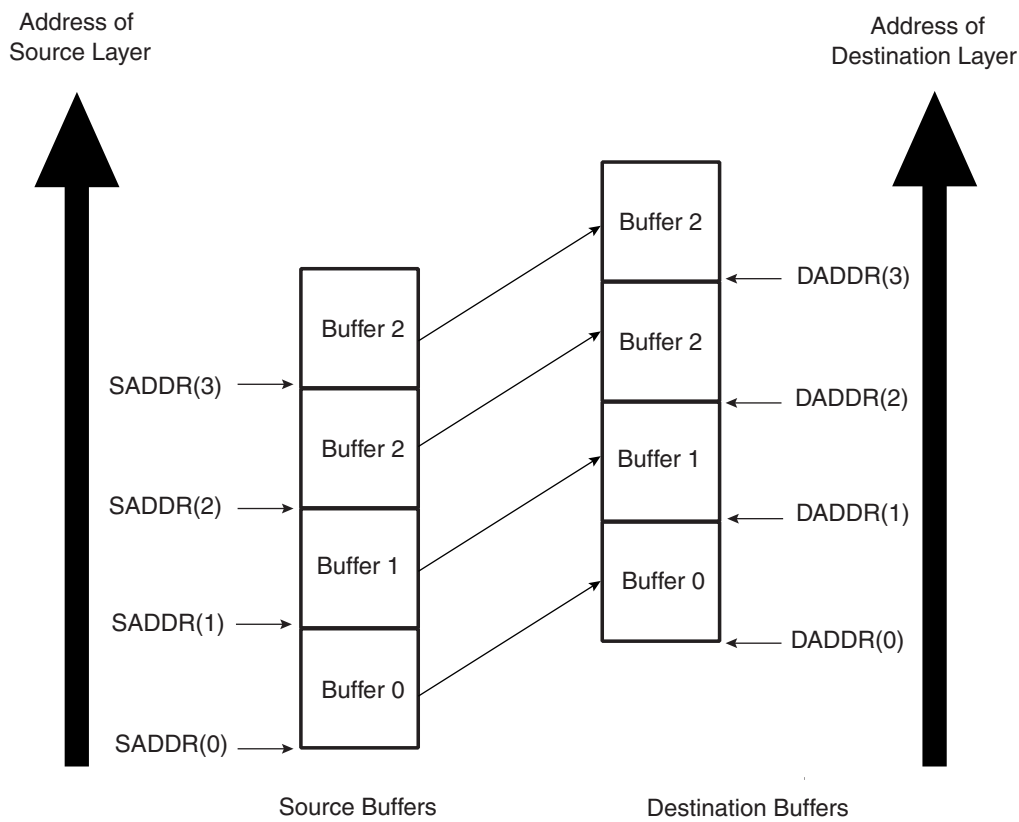 Address of
Source Layer
Address of
Destination Layer
Buffer 2
DADDR(3)
Buffer 2
Buffer 2
SADDR(3)
DADDR(2)
Buffer 2
Buffer 1
SADDR(2)
DADDR(1)
Buffer 1
Buffer 0
SADDR(1)
DADDR(0)
Buffer 0
SADDR(0)
Source Buffers
Destination Buffers